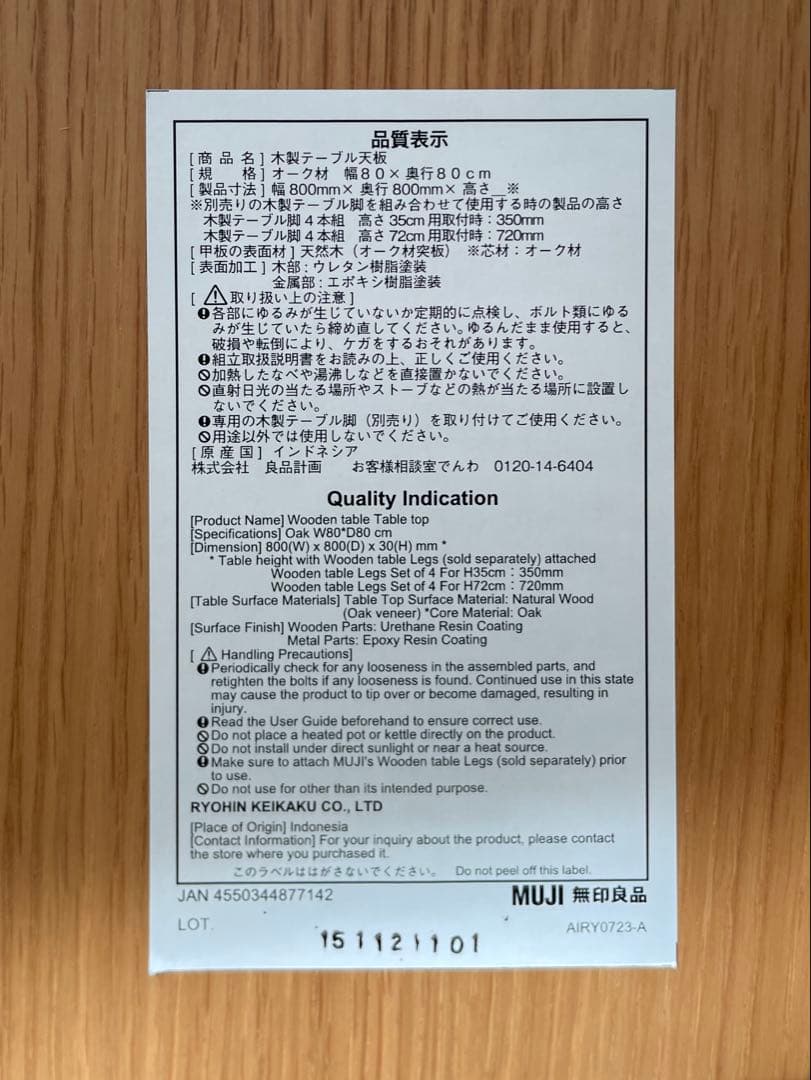 品質表示
[商品名] 木製テーブル天板
[規 格] オーク材 幅80×奥行80cm
[製品寸法] 幅800mm×奥行800mm×高さ__※
※別売りの木製テーブル脚を組み合わせて使用する時の製品の高さ
木製テーブル脚4本組 高さ35cm用取付時：350mm
木製テーブル脚4本組 高さ72cm用取付時：720mm
[甲板の表面材] 天然木（オーク材突板） ※芯材：オーク材
[表面加工] 木部：ウレタン樹脂塗装
金属部：エポキシ樹脂塗装
[⚠取り扱い上の注意]
各部にゆるみが生じていないか定期的に点検し、ボルト類にゆる
みが生じていたら締め直してください。ゆるんだまま使用すると、
破損や転倒により、ケガをするおそれがあります。
組立取扱説明書をお読みの上、正しくご使用ください。
加熱したなべや湯沸しなどを直接置かないでください。
直射日光の当たる場所やストーブなどの熱が当たる場所に設置し
ないでください。
専用の木製テーブル脚（別売り）を取り付けてご使用ください。
用途以外では使用しないでください。
[原産国] インドネシア
株式会社 良品計画 お客様相談室でんわ 0120-14-6404
Quality Indication
[Product Name] Wooden table Table top
[Specifications] Oak W80*D80 cm
[Dimension] 800(W) x 800(D) x 30(H) mm *
* Table height with Wooden table Legs (sold separately) attached
Wooden table Legs Set of 4 For H35cm：350mm
Wooden table Legs Set of 4 For H72cm：720mm
[Table Surface Materials] Table Top Surface Material: Natural Wood
(Oak veneer) *Core Material: Oak
[Surface Finish] Wooden Parts: Urethane Resin Coating
Metal Parts: Epoxy Resin Coating
[⚠ Handling Precautions]
Periodically check for any looseness in the assembled parts, and
retighten the bolts if any looseness is found. Continued use in this state
may cause the product to tip over or become damaged, resulting in
injury.
Read the User Guide beforehand to ensure correct use.
Do not place a heated pot or kettle directly on the product.
Do not install under direct sunlight or near a heat source.
Make sure to attach MUJI's Wooden table Legs (sold separately) prior
to use.
Do not use for other than its intended purpose.
RYOHIN KEIKAKU CO., LTD
[Place of Origin] Indonesia
[Contact Information] For your inquiry about the product, please contact
the store where you purchased it.
このラベルははがさないでください。 Do not peel off this label.
JAN 4550344877142
MUJI 無印良品
LOT.
AIRY0723-A